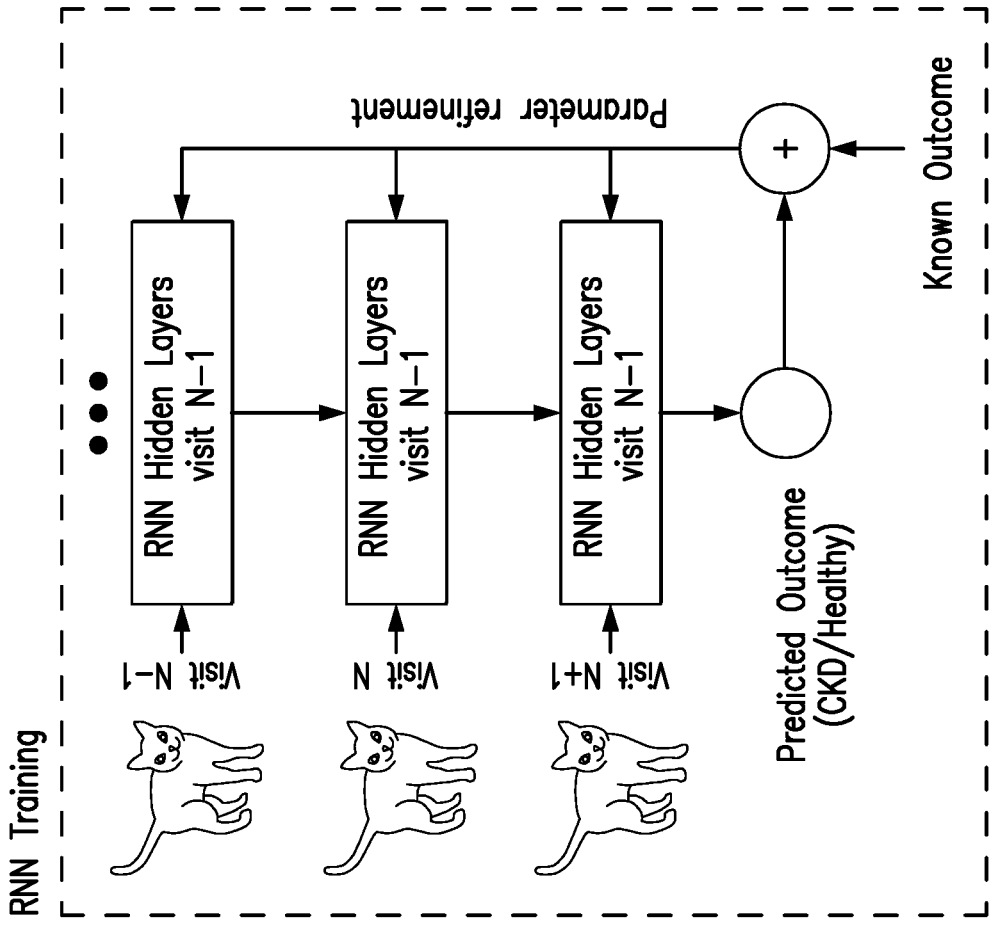 RNN Training
Visit N-1
RNN Hidden Layers
visit N-1
Visit N
RNN Hidden Layers
visit N-1
Visit N+1
RNN Hidden Layers
visit N-1
Parameter refinement
Predicted Outcome
(CKD/Healthy)
+
Known Outcome